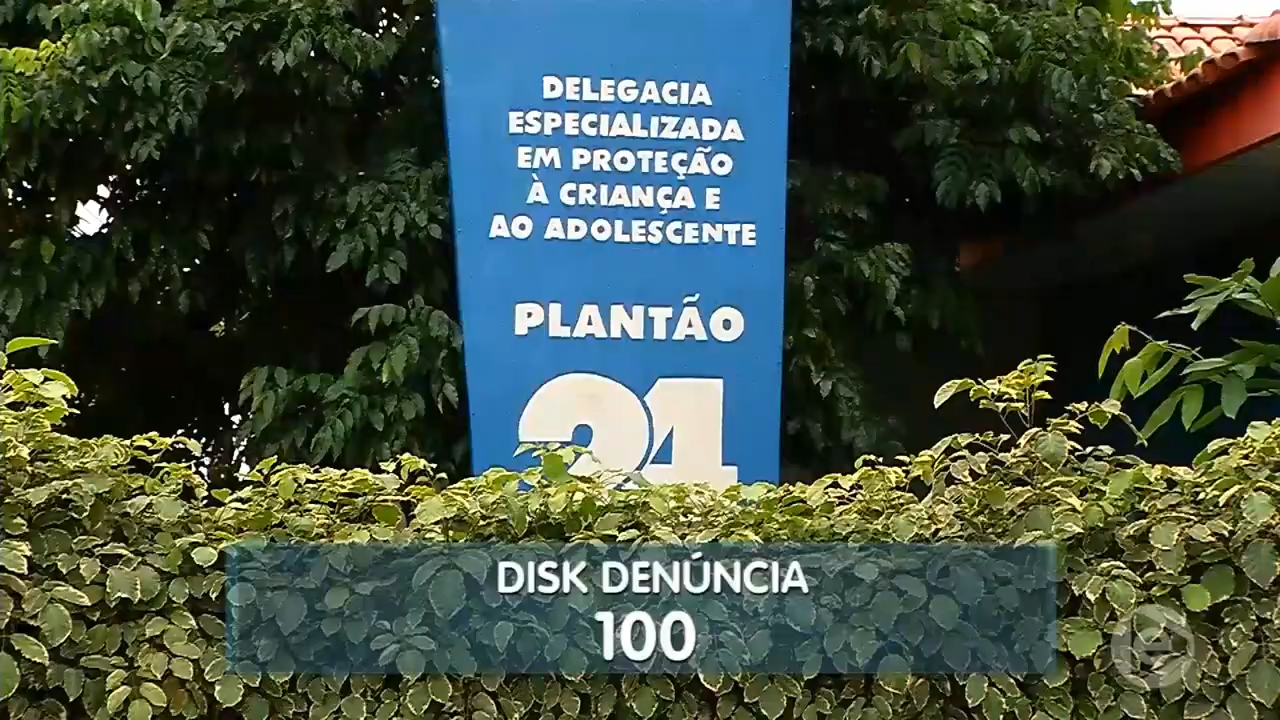 DELEGACIA
ESPECIALIZADA
EM PROTEÇÃO
À CRIANÇA E
AO ADOLESCENTE
PLANTÃO
24
DISK DENÚNCIA
100